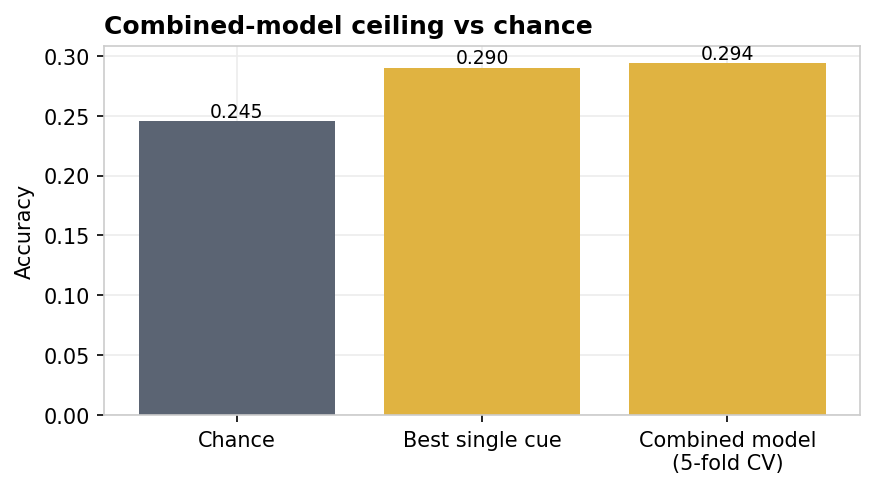 Combined-model ceiling vs chance
Accuracy
0.30
0.25
0.20
0.15
0.10
0.05
0.00
0.245
0.290
0.294
Chance
Best single cue
Combined model
(5-fold CV)